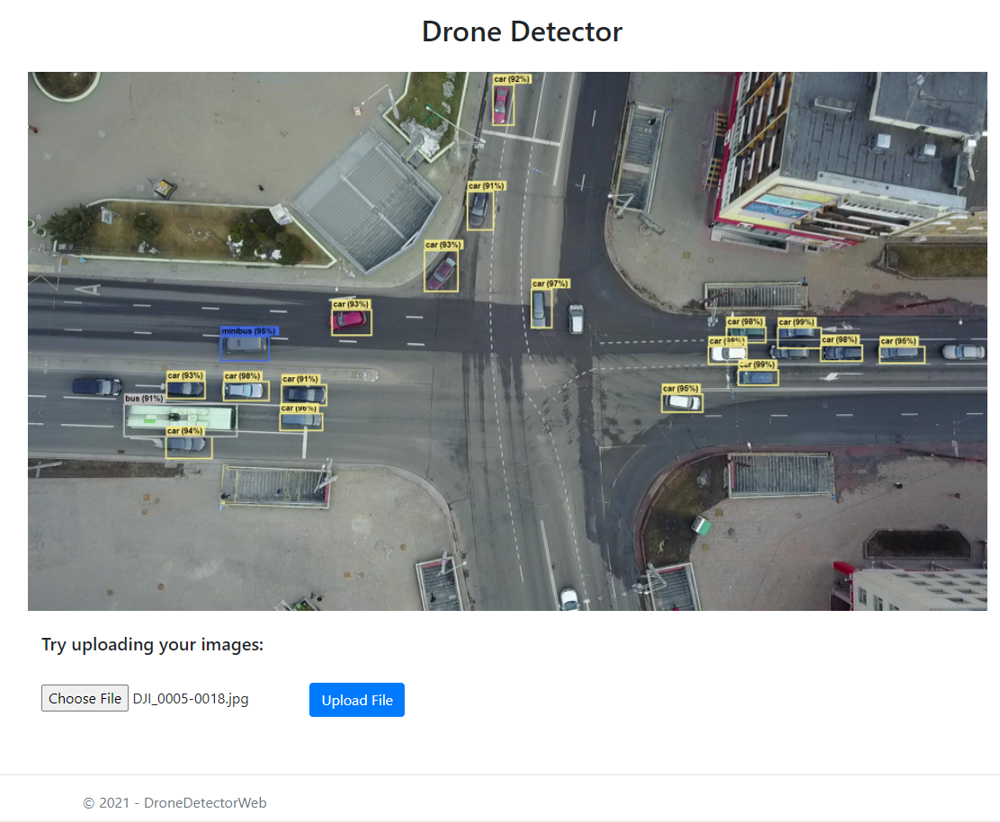 Drone Detector
car (92%)
car (91%)
car (93%)
car (97%)
car (93%)
minibus (95%)
car (98%)
car (99%)
car (98%)
car (98%)
car (95%)
car (99%)
car (93%)
car (98%)
car (91%)
car (95%)
bus (91%)
car (96%)
car (94%)
Try uploading your images:
Choose File DJI_0005-0018.jpg Upload File
© 2021 - DroneDetectorWeb